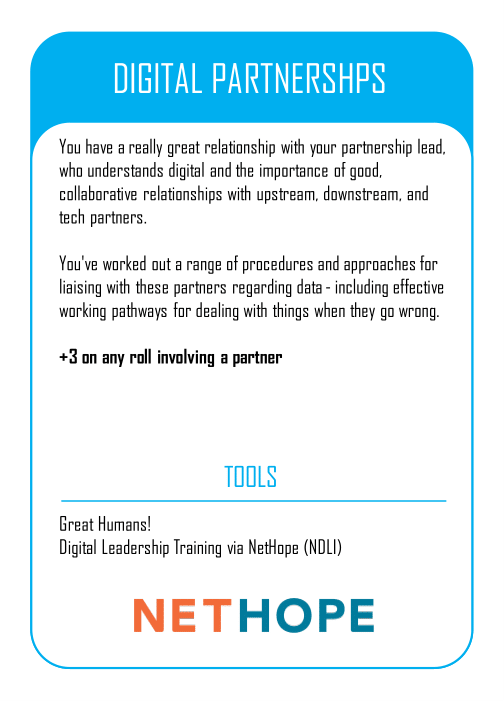 DIGITAL PARTNERSHPS
You have a really great relationship with your partnership lead,
who understands digital and the importance of good,
collaborative relationships with upstream, downstream, and
tech partners.
You've worked out a range of procedures and approaches for
liaising with these partners regarding data - including effective
working pathways for dealing with things when they go wrong.
+3 on any roll involving a partner
TOOLS
Great Humans!
Digital Leadership Training via NetHope (NDLI)
NETHOPE